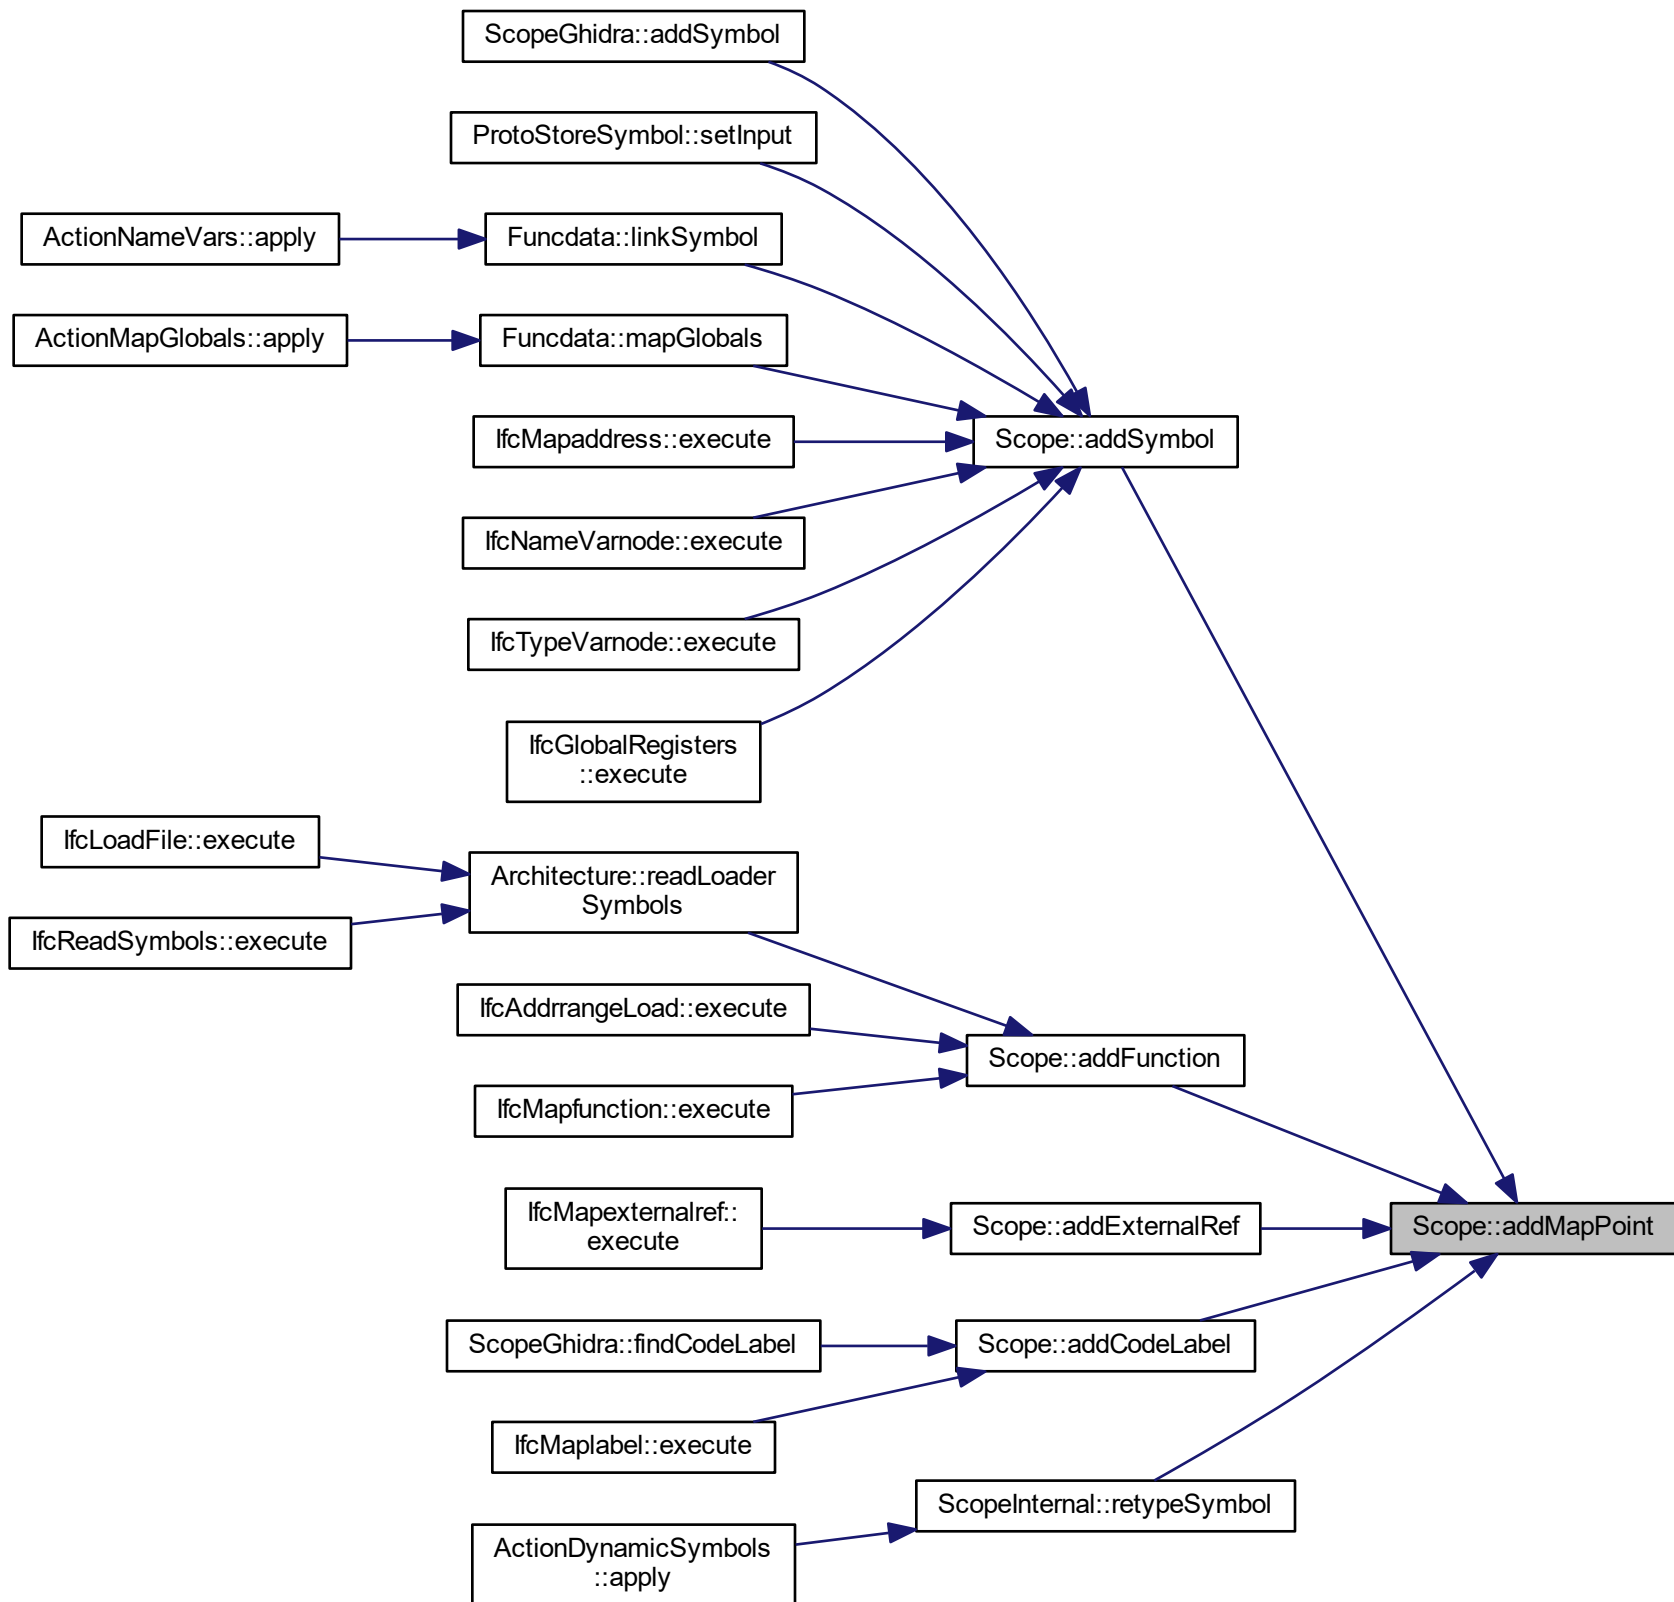 ScopeGhidra::addSymbol
ProtoStoreSymbol::setInput
ActionNameVars::apply
Funcdata::linkSymbol
ActionMapGlobals::apply
Funcdata::mapGlobals
IfcMapaddress::execute
Scope::addSymbol
IfcNameVarnode::execute
IfcTypeVarnode::execute
IfcGlobalRegisters
::execute
IfcLoadFile::execute
Architecture::readLoader
Symbols
IfcReadSymbols::execute
IfcAddrrangeLoad::execute
Scope::addFunction
IfcMapfunction::execute
IfcMapexternalref::
execute
Scope::addExternalRef
Scope::addMapPoint
ScopeGhidra::findCodeLabel
Scope::addCodeLabel
IfcMaplabel::execute
ScopeInternal::retypeSymbol
ActionDynamicSymbols
::apply